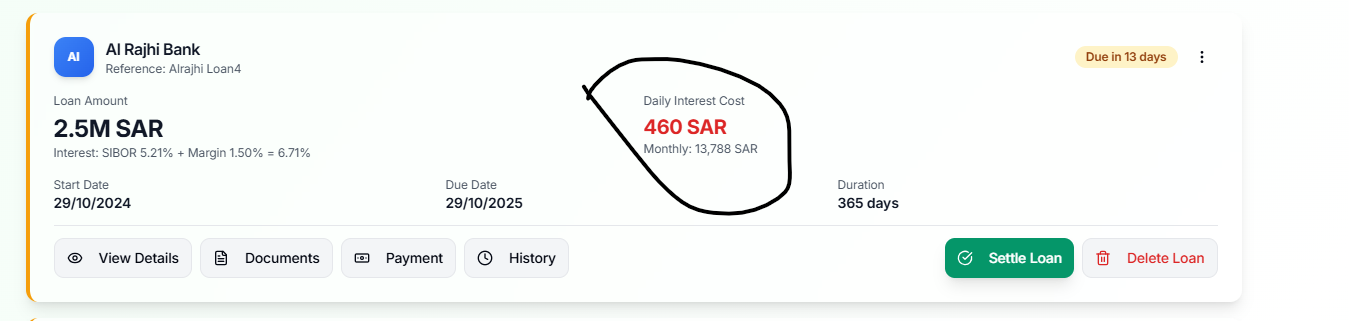 AI
Al Rajhi Bank
Reference: Alrajhi Loan4
Due in 13 days
Loan Amount
2.5M SAR
Interest: SIBOR 5.21% + Margin 1.50% = 6.71%
Daily Interest Cost
460 SAR
Monthly: 13,788 SAR
Start Date
29/10/2024
Due Date
29/10/2025
Duration
365 days
View Details
Documents
Payment
History
Settle Loan
Delete Loan